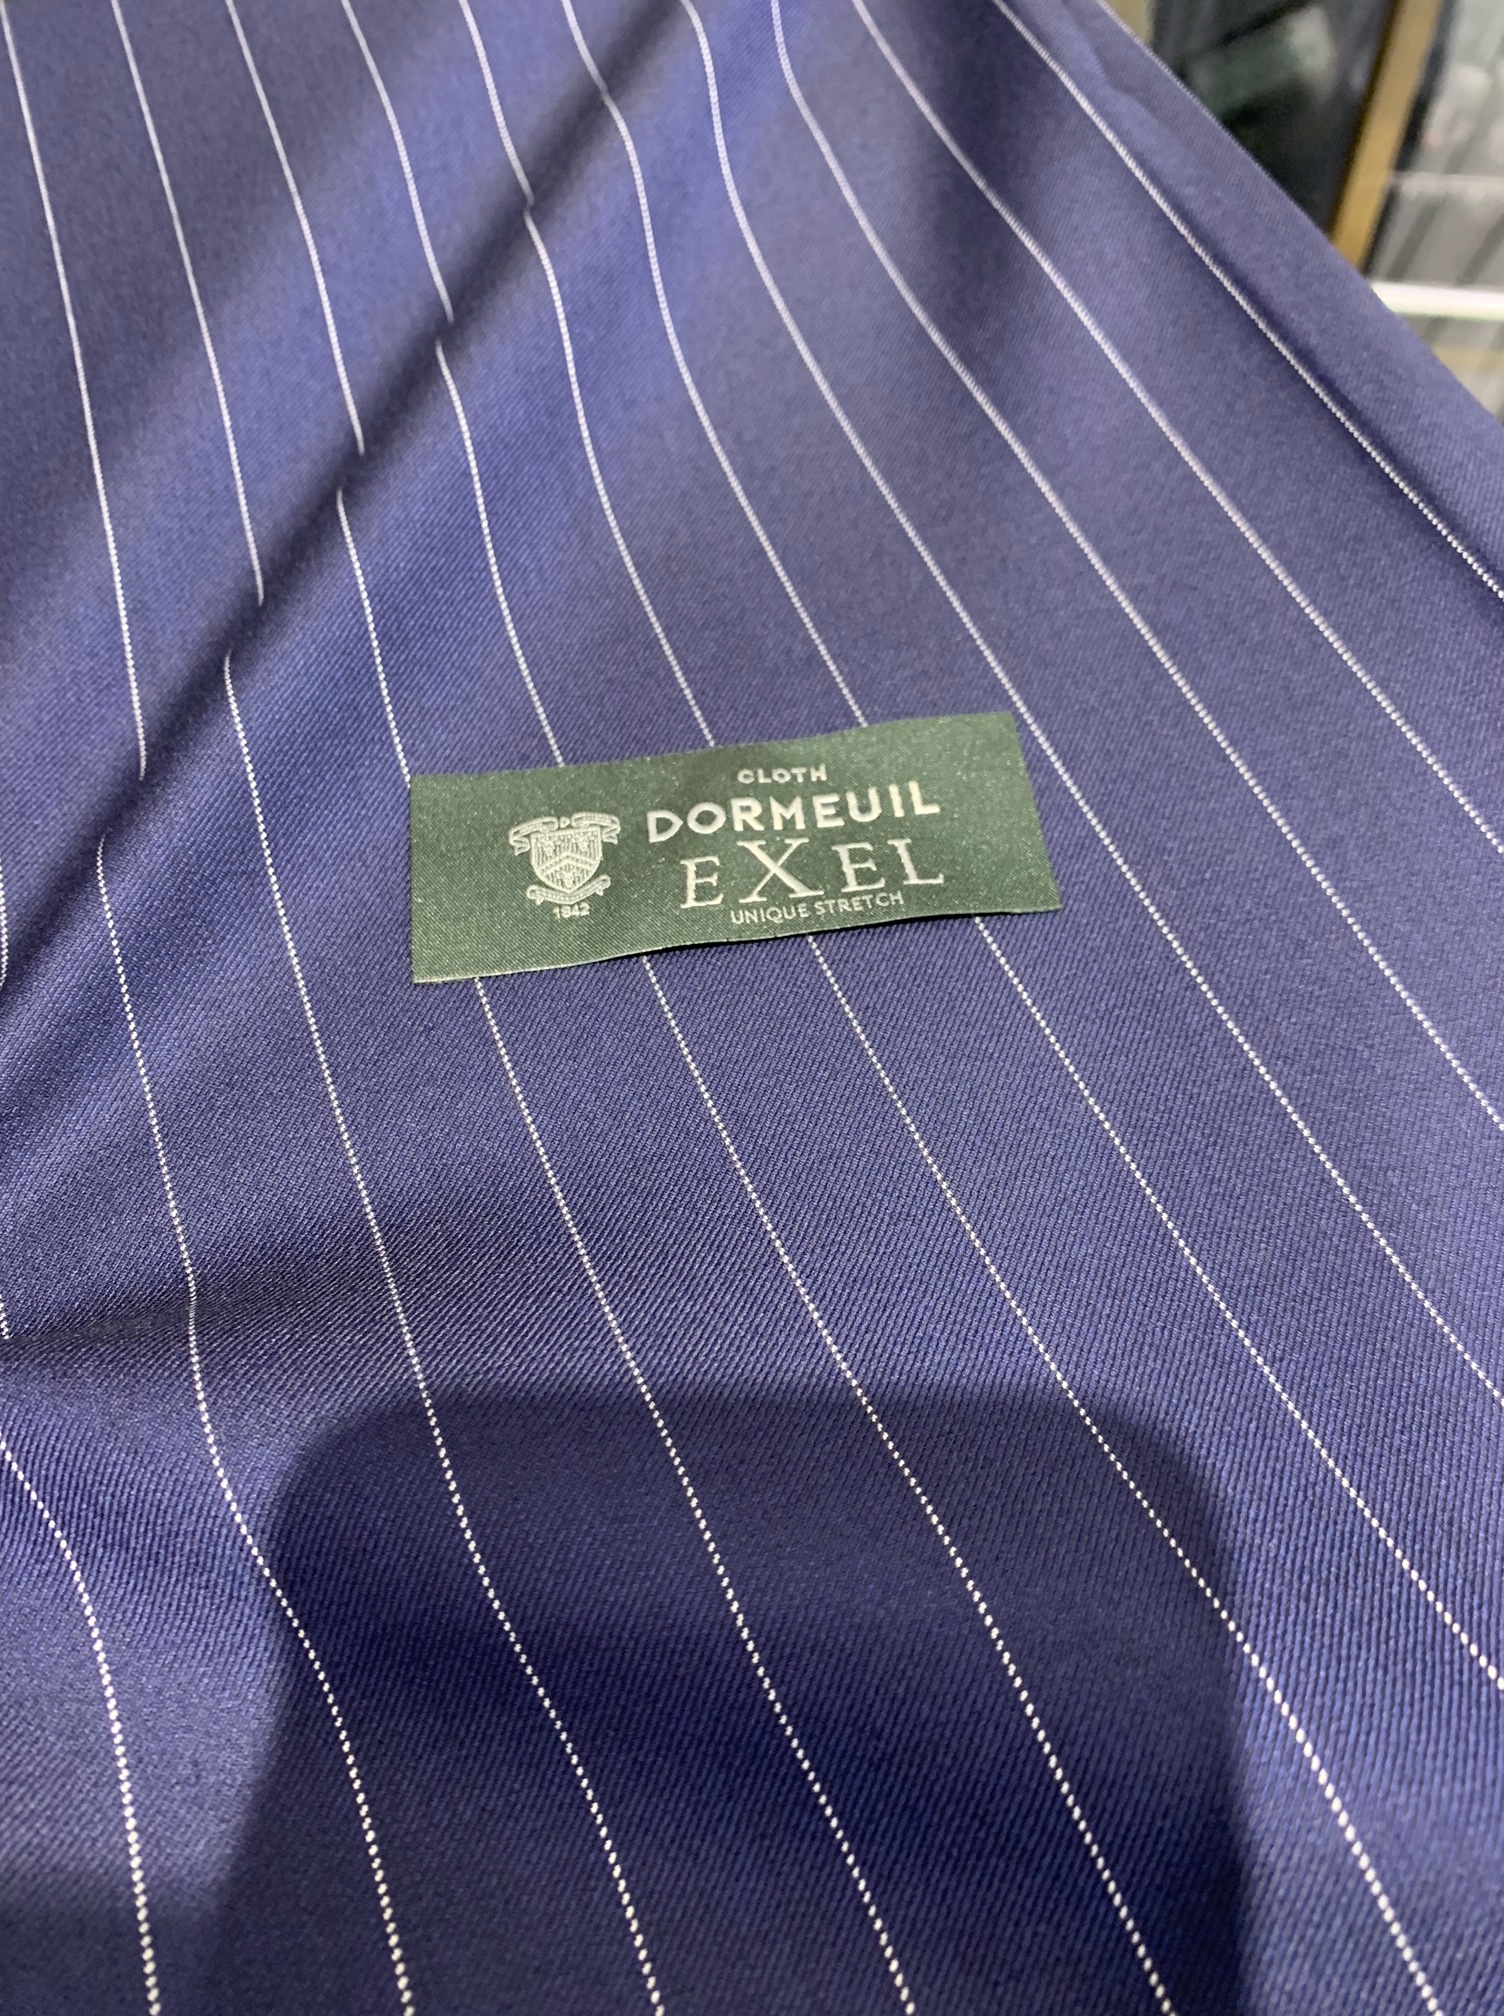 CLOTH
DORMEUIL
EXEL
UNIQUE STRETCH
D
1842